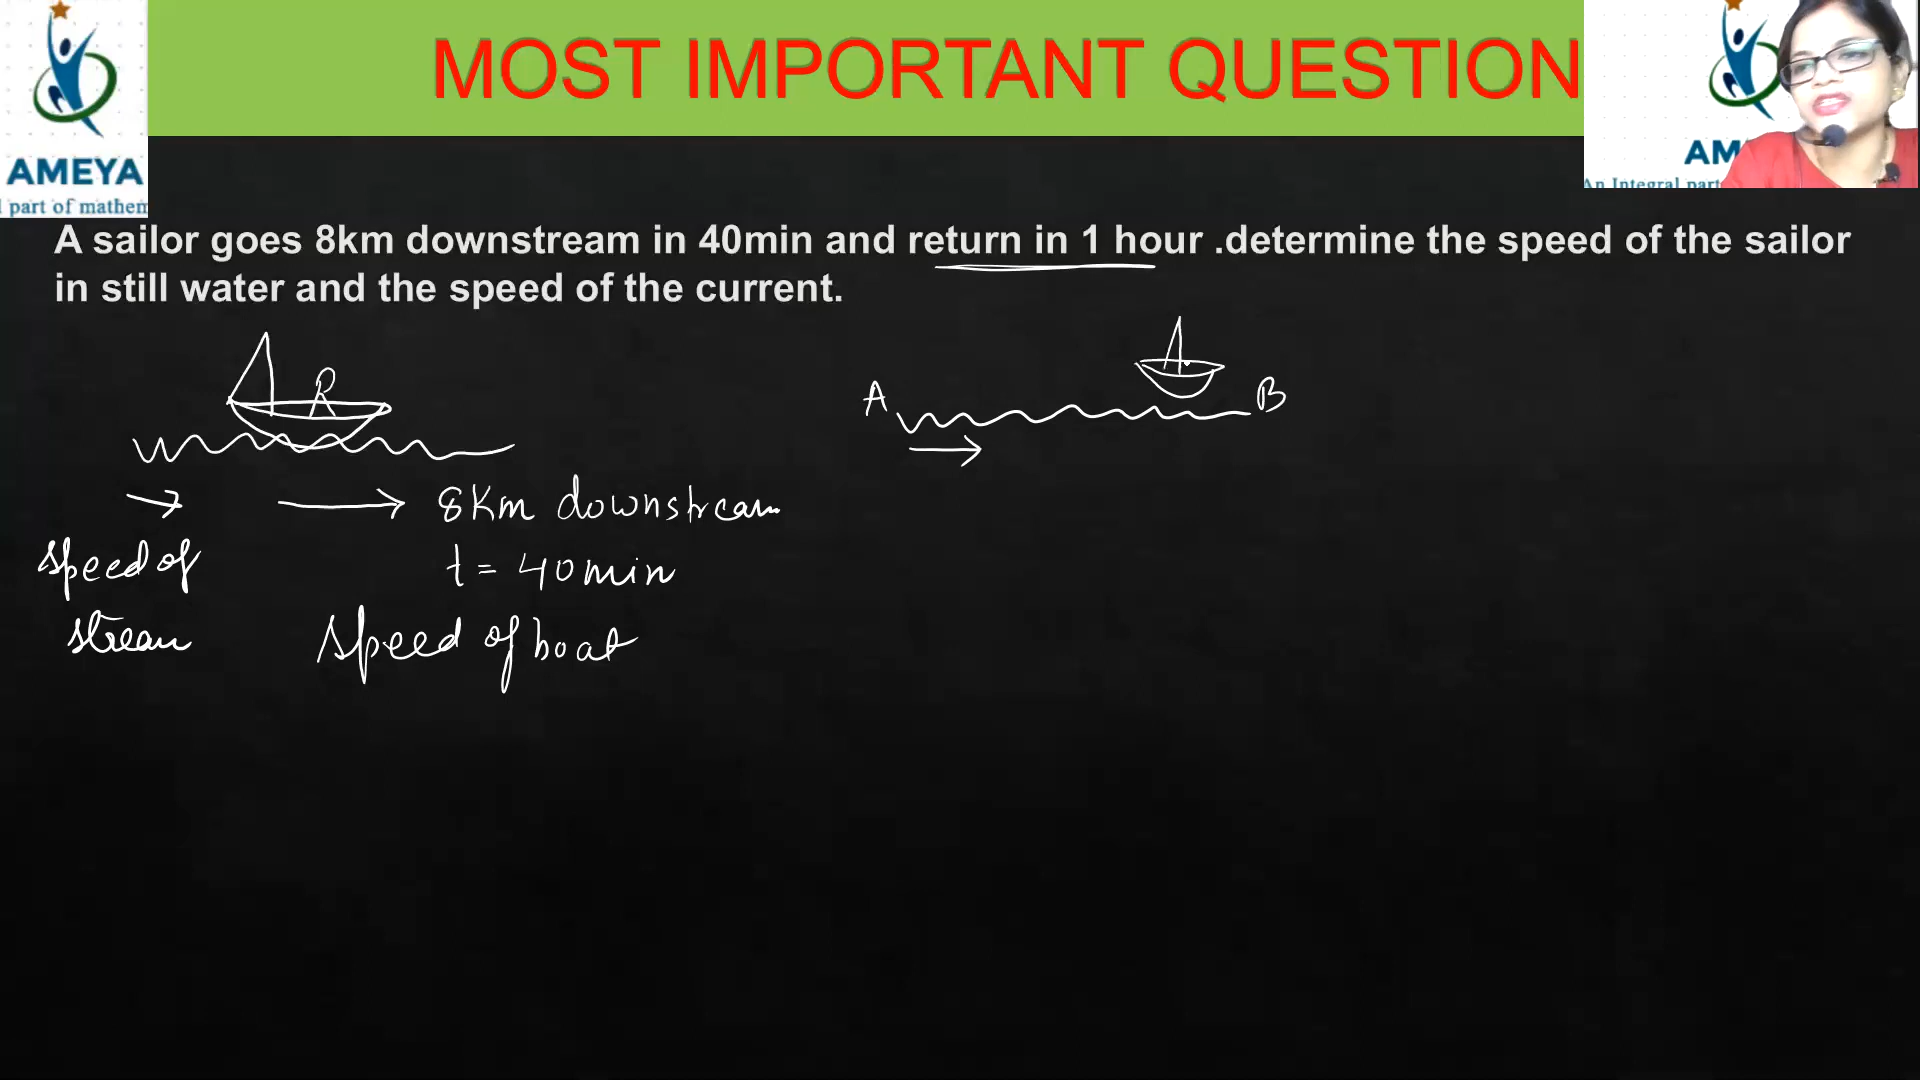 MOST IMPORTANT QUESTION
AMEYA
l part of mathem
AM
An Integral part
A sailor goes 8km downstream in 40min and return in 1 hour .determine the speed of the sailor
in still water and the speed of the current.
A
B
8Km downstream
speed of
t = 40min
stream
speed of boat